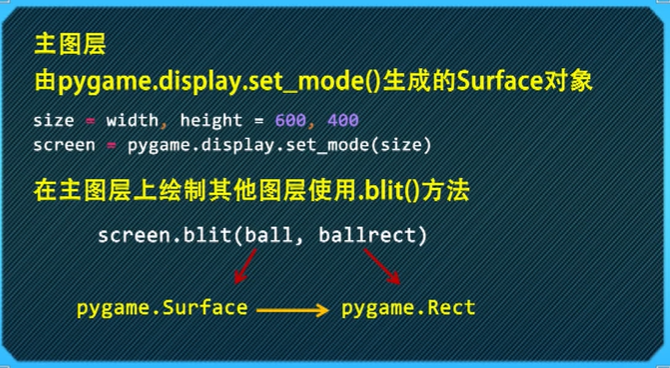 主图层
由pygame.display.set_mode()生成的Surface对象
size = width, height = 600, 400
screen = pygame.display.set_mode(size)
在主图层上绘制其他图层使用.blit()方法
screen.blit(ball, ballrect)
pygame.Surface pygame.Rect